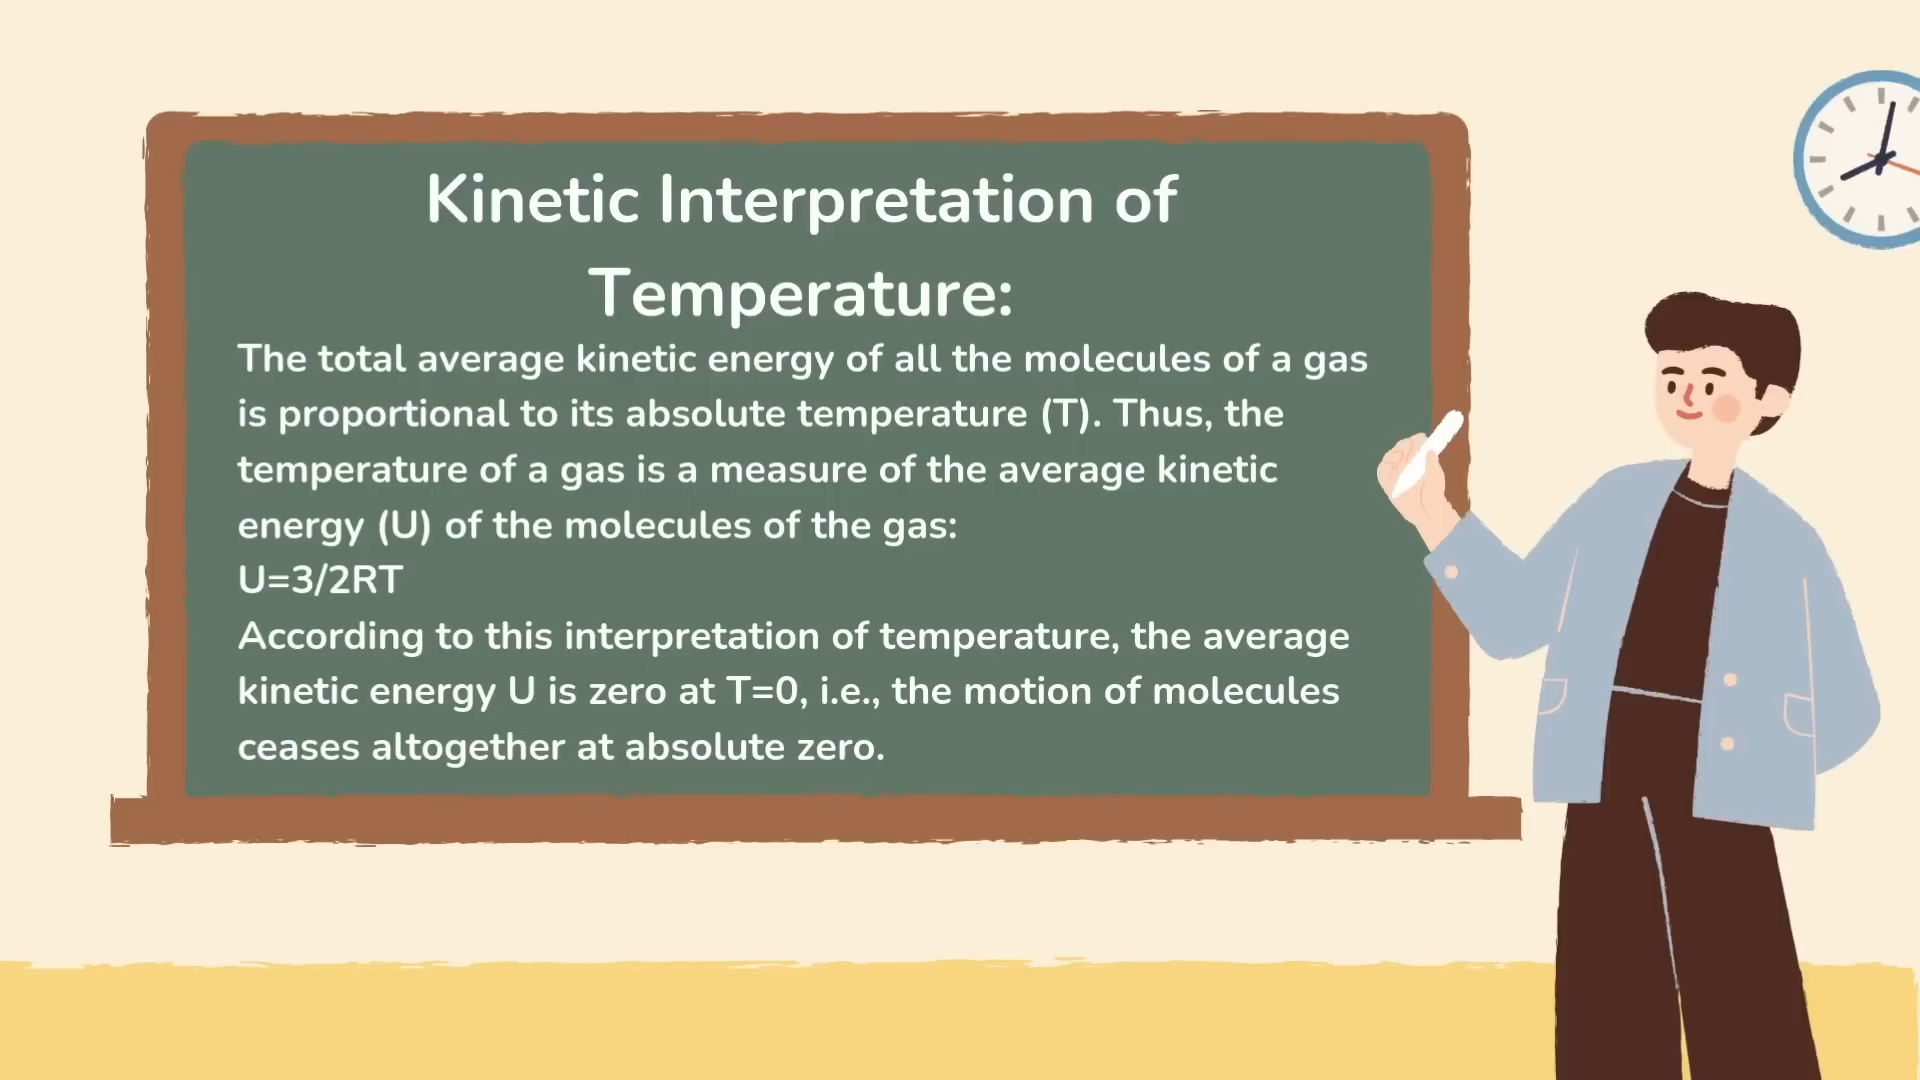 Kinetic Interpretation of
Temperature:
The total average kinetic energy of all the molecules of a gas
is proportional to its absolute temperature (T). Thus, the
temperature of a gas is a measure of the average kinetic
energy (U) of the molecules of the gas:
U=3/2RT
According to this interpretation of temperature, the average
kinetic energy U is zero at T=0, i.e., the motion of molecules
ceases altogether at absolute zero.